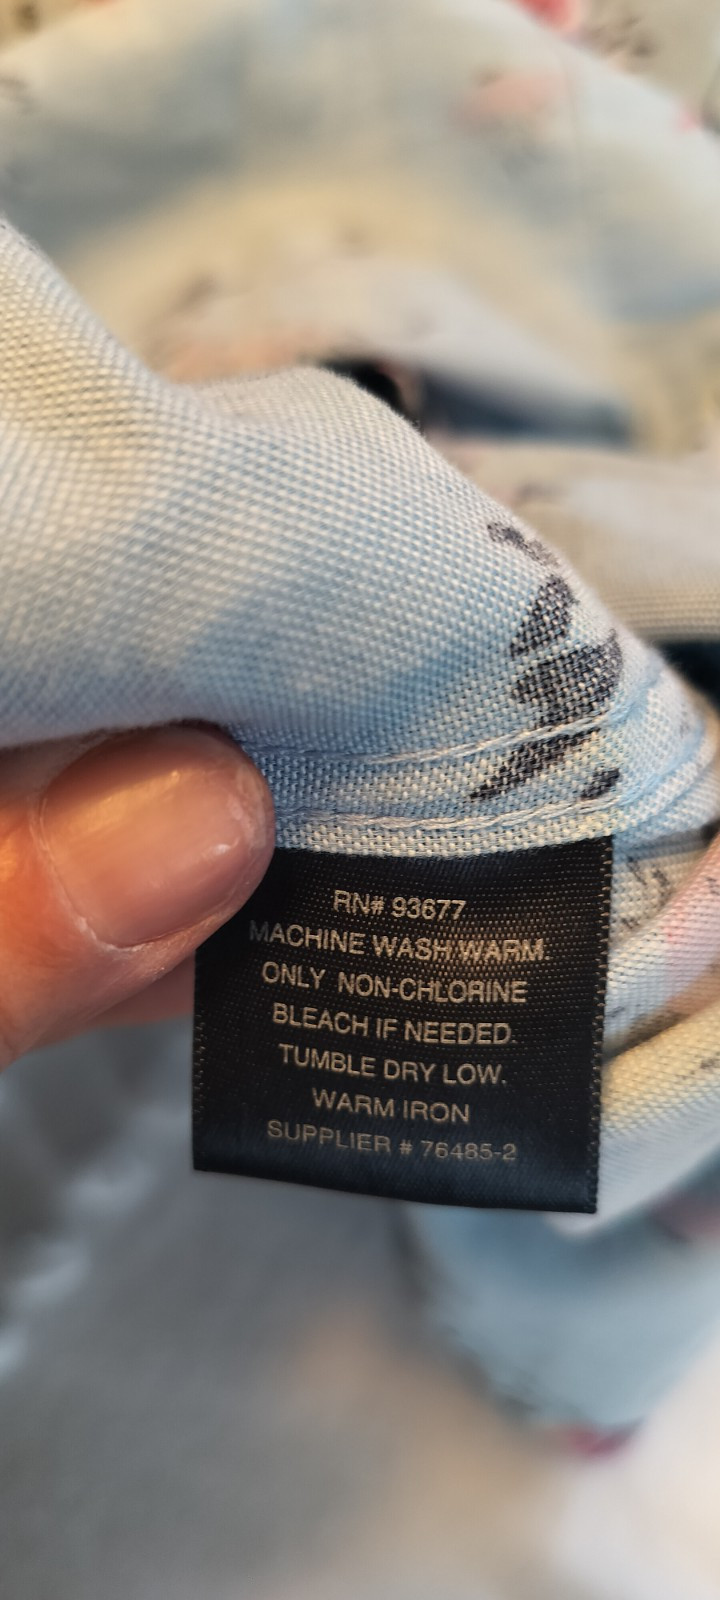 RN# 93677
MACHINE WASH WARM.
ONLY NON-CHLORINE
BLEACH IF NEEDED.
TUMBLE DRY LOW.
WARM IRON
SUPPLIER # 76485-2